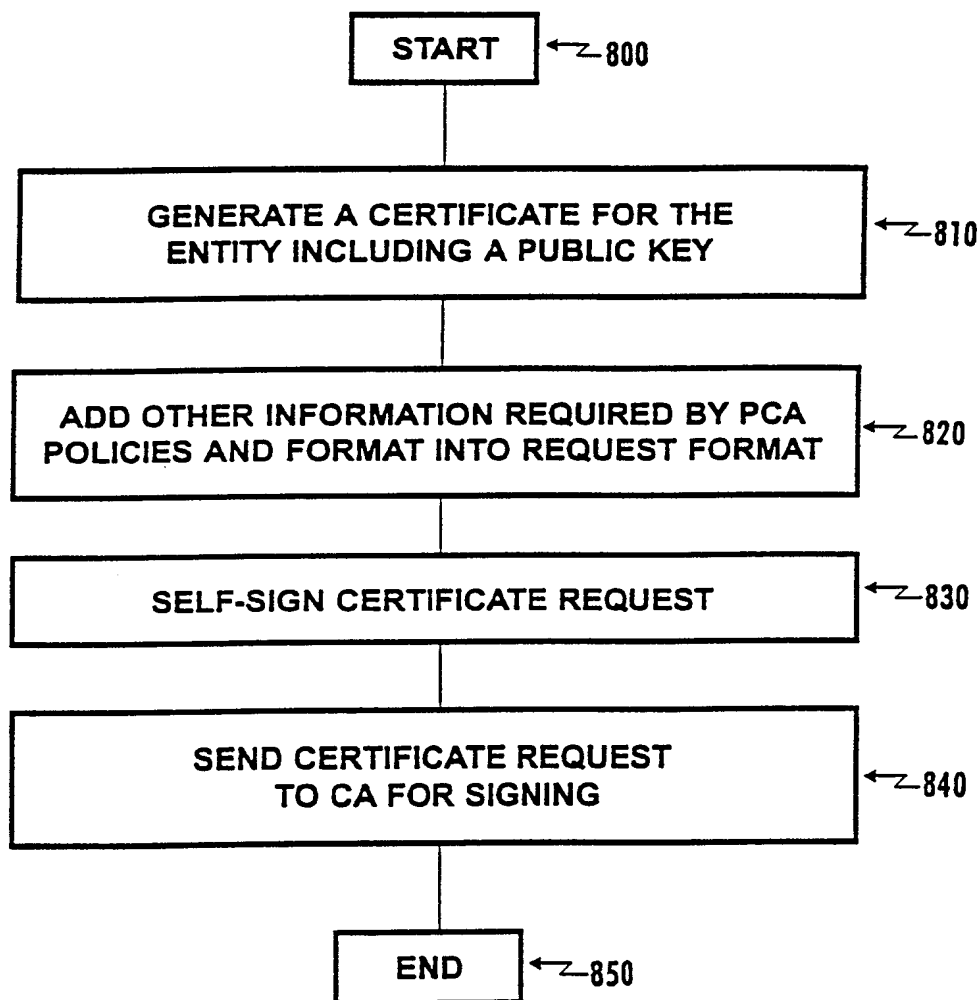 START
800
GENERATE A CERTIFICATE FOR THE
ENTITY INCLUDING A PUBLIC KEY
810
ADD OTHER INFORMATION REQUIRED BY PCA
POLICIES AND FORMAT INTO REQUEST FORMAT
820
SELF-SIGN CERTIFICATE REQUEST
830
SEND CERTIFICATE REQUEST
TO CA FOR SIGNING
840
END
850